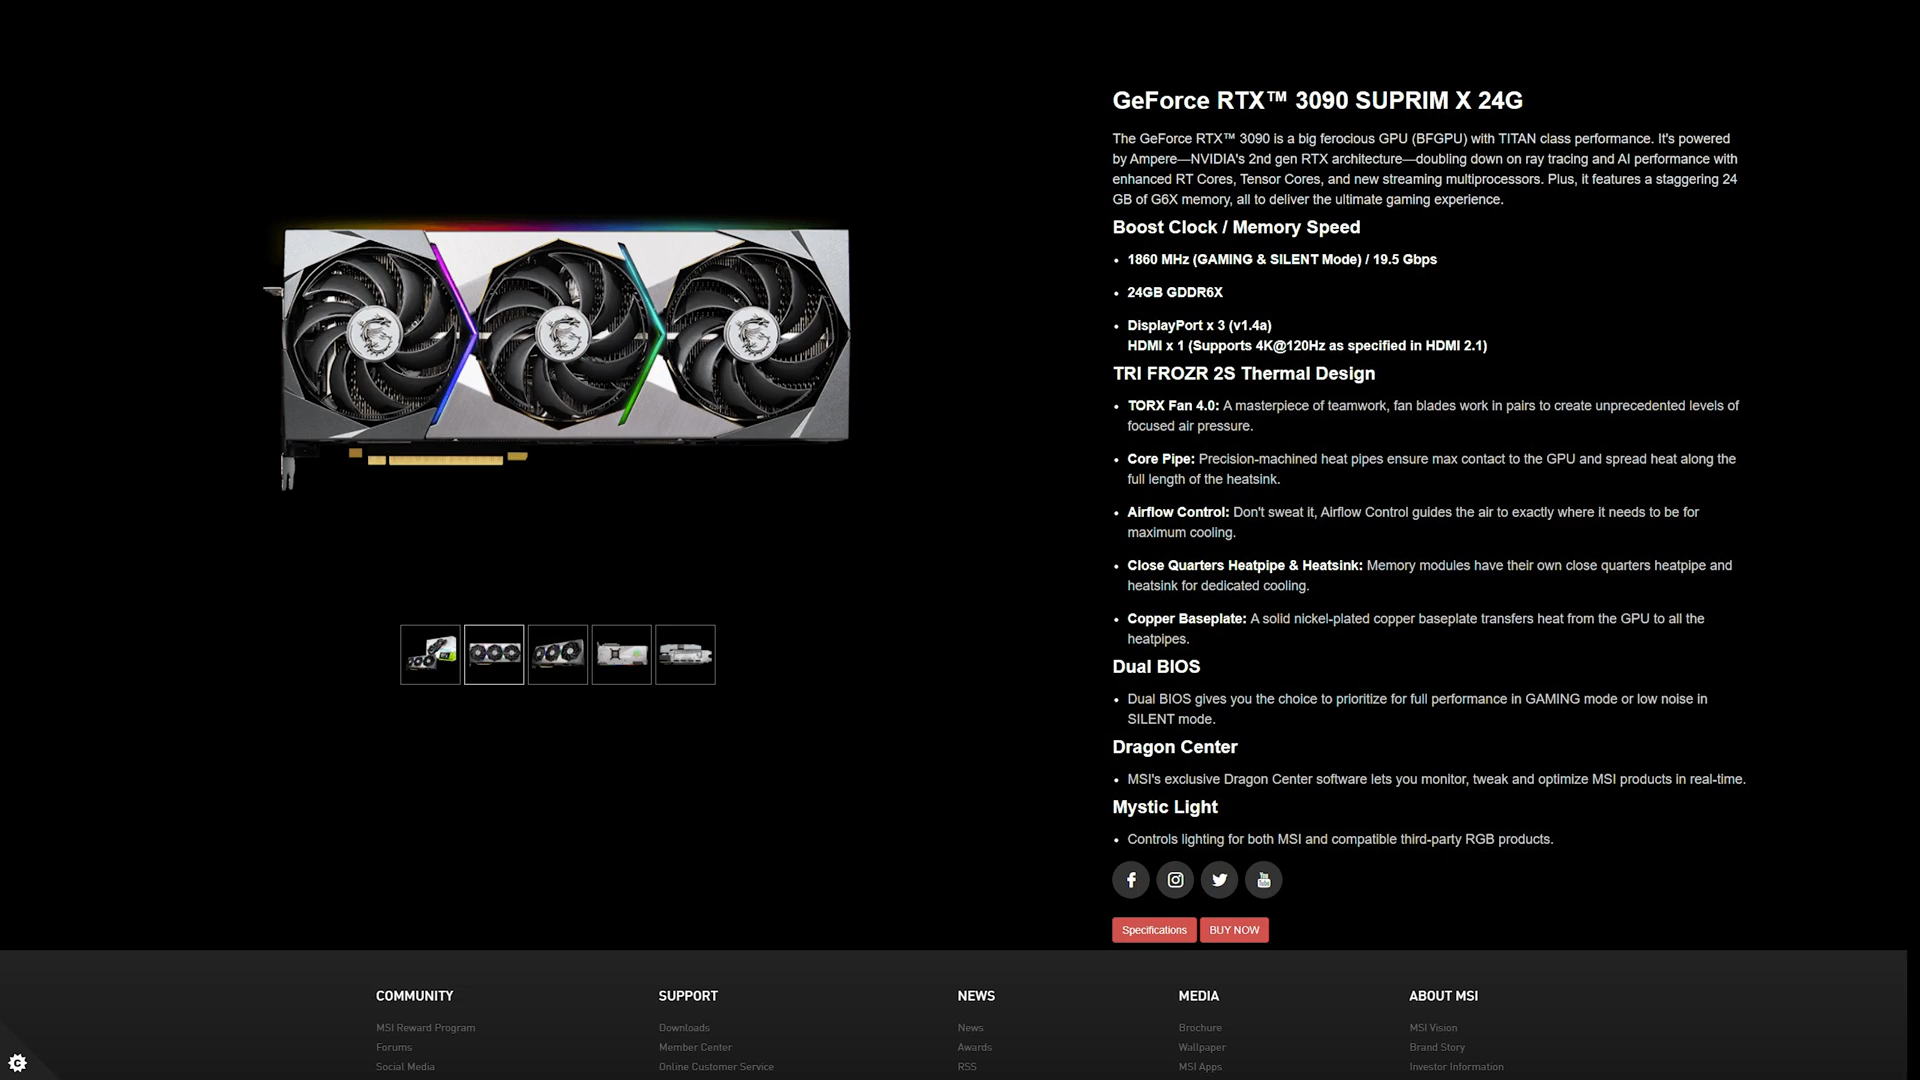 GeForce RTX™ 3090 SUPRIM X 24G
The GeForce RTX™ 3090 is a big ferocious GPU (BFGPU) with TITAN class performance. It's powered
by Ampere—NVIDIA's 2nd gen RTX architecture—doubling down on ray tracing and AI performance with
enhanced RT Cores, Tensor Cores, and new streaming multiprocessors. Plus, it features a staggering 24
GB of G6X memory, all to deliver the ultimate gaming experience.
Boost Clock / Memory Speed
• 1860 MHz (GAMING & SILENT Mode) / 19.5 Gbps
• 24GB GDDR6X
• DisplayPort x 3 (v1.4a)
HDMI x 1 (Supports 4K@120Hz as specified in HDMI 2.1)
TRI FROZR 2S Thermal Design
• TORX Fan 4.0: A masterpiece of teamwork, fan blades work in pairs to create unprecedented levels of
focused air pressure.
• Core Pipe: Precision-machined heat pipes ensure max contact to the GPU and spread heat along the
full length of the heatsink.
• Airflow Control: Don't sweat it, Airflow Control guides the air to exactly where it needs to be for
maximum cooling.
• Close Quarters Heatpipe & Heatsink: Memory modules have their own close quarters heatpipe and
heatsink for dedicated cooling.
• Copper Baseplate: A solid nickel-plated copper baseplate transfers heat from the GPU to all the
heatpipes.
Dual BIOS
• Dual BIOS gives you the choice to prioritize for full performance in GAMING mode or low noise in
SILENT mode.
Dragon Center
• MSI's exclusive Dragon Center software lets you monitor, tweak and optimize MSI products in real-time.
Mystic Light
• Controls lighting for both MSI and compatible third-party RGB products.
Specifications BUY NOW
COMMUNITY
MSI Reward Program
Forums
Social Media
SUPPORT
Downloads
Member Center
Online Customer Service
NEWS
News
Awards
RSS
MEDIA
Brochure
Wallpaper
MSI Apps
ABOUT MSI
MSI Vision
Brand Story
Investor Information